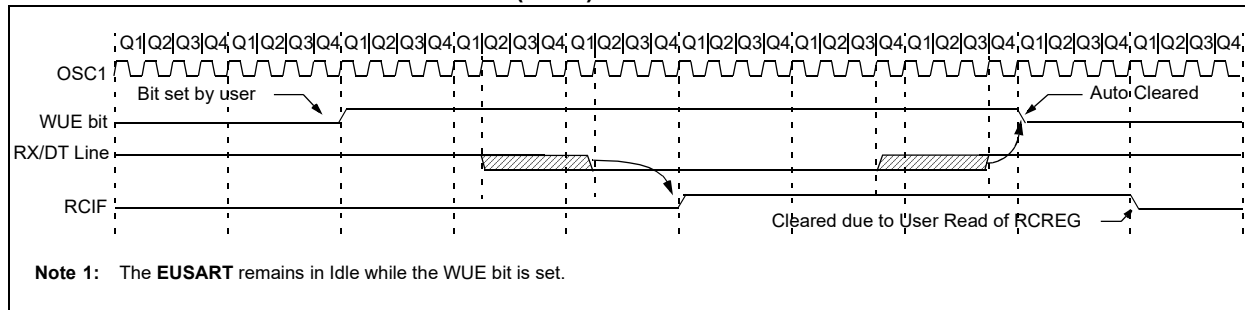 Q1|Q2|Q3|Q4|Q1|Q2|Q3|Q4|Q1|Q2|Q3|Q4|Q1|Q2|Q3|Q4|Q1|Q2|Q3|Q4|Q1|Q2|Q3|Q4|Q1|Q2|Q3|Q4|Q1|Q2|Q3|Q4|Q1|Q2|Q3|Q4|Q1|Q2|Q3|Q4
OSC1
Bit set by user
Auto Cleared
WUE bit
RX/DT Line
RCIF
Cleared due to User Read of RCREG
Note 1: The EUSART remains in Idle while the WUE bit is set.